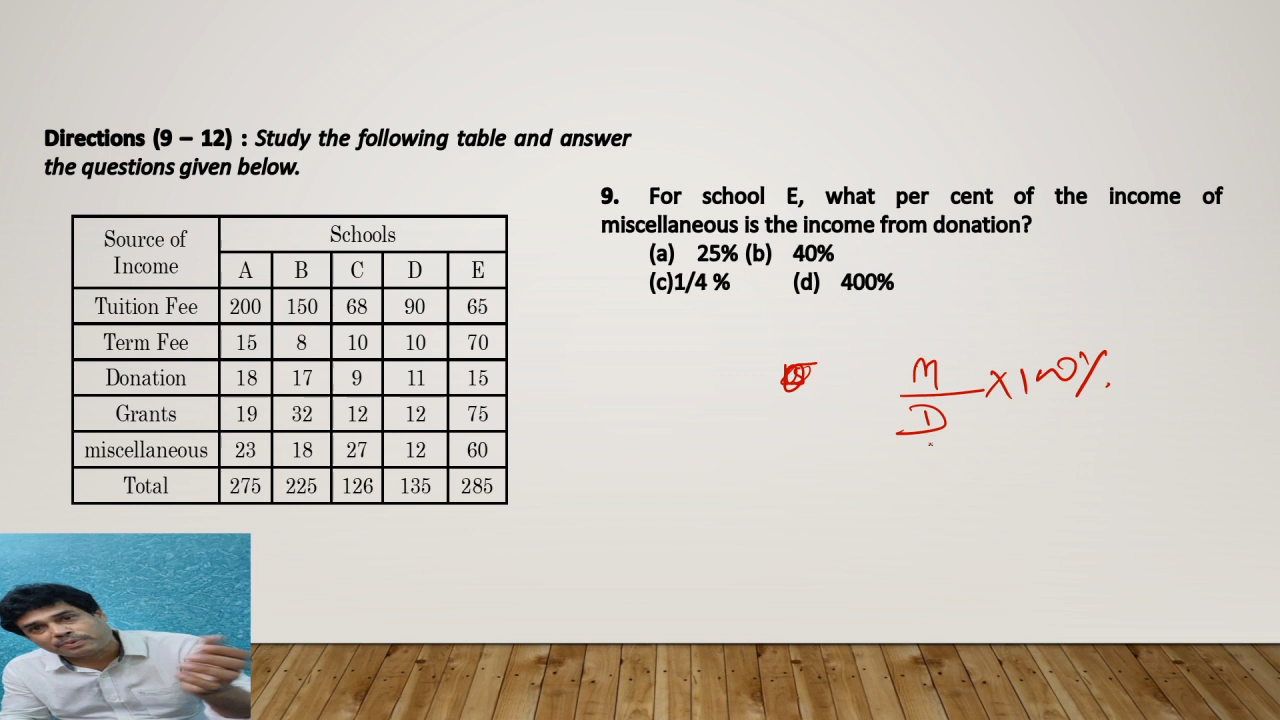 Directions (9 – 12) : Study the following table and answer
the questions given below.
Source of Income Schools
A B C D E
Tuition Fee 200 150 68 90 65
Term Fee 15 8 10 10 70
Donation 18 17 9 11 15
Grants 19 32 12 12 75
miscellaneous 23 18 27 12 60
Total 275 225 126 135 285
9. For school E, what per cent of the income of
miscellaneous is the income from donation?
(a) 25% (b) 40%
(c)1/4 % (d) 400%
M
D
×100%